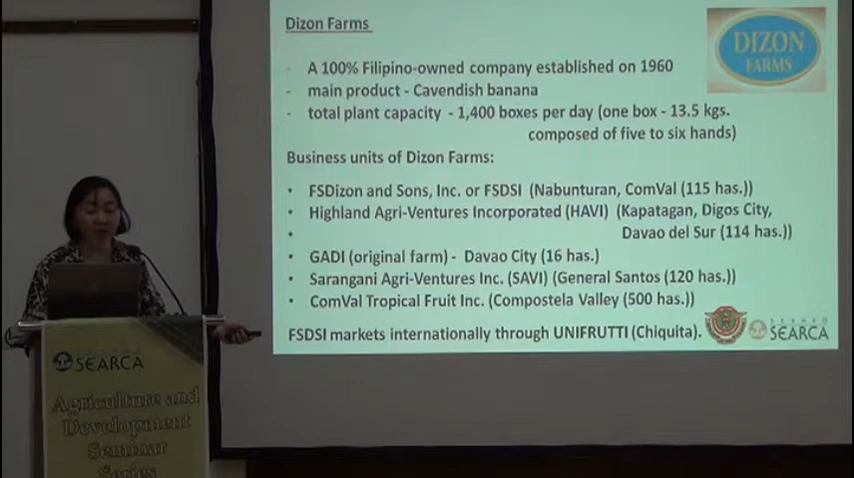 Dizon Farms
DIZON
FARMS
- A 100% Filipino-owned company established on 1960
- main product - Cavendish banana
- total plant capacity - 1,400 boxes per day (one box - 13.5 kgs.
composed of five to six hands)
Business units of Dizon Farms:
• FSDizon and Sons, Inc. or FSDSI (Nabunturan, ComVal (115 has.))
• Highland Agri-Ventures Incorporated (HAVI) (Kapatagan, Digos City,
• Davao del Sur (114 has.))
• GADI (original farm) - Davao City (16 has.)
• Sarangani Agri-Ventures Inc. (SAVI) (General Santos (120 has.))
• ComVal Tropical Fruit Inc. (Compostela Valley (500 has.))
FSDSI markets internationally through UNIFRUTTI (Chiquita).
SEARCA
SEARCA
Agriculture and
Development
Seminar
Series